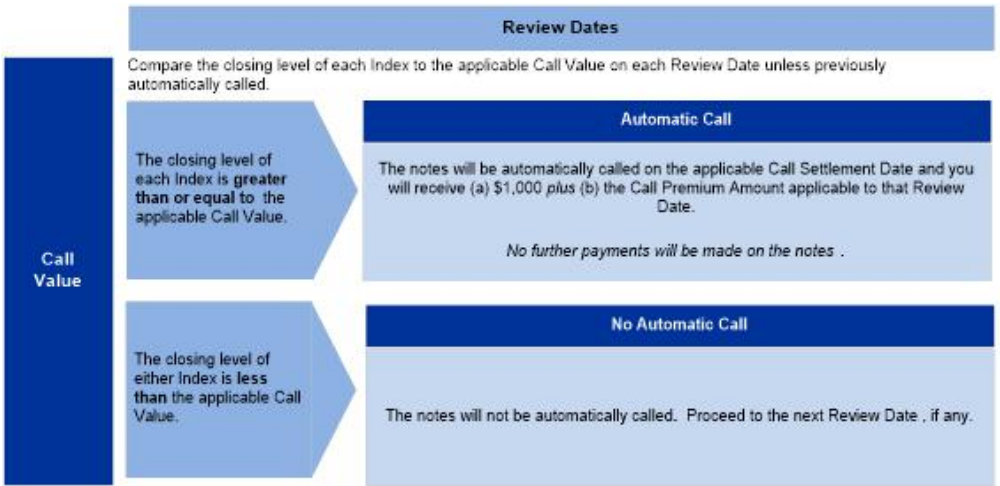 Review Dates
Compare the closing level of each Index to the applicable Call Value on each Review Date unless previously
automatically called.
Call
Value
The closing level of
each Index is greater
than or equal to the
applicable Call Value.
Automatic Call
The notes will be automatically called on the applicable Call Settlement Date and you
will receive (a) $1,000 plus (b) the Call Premium Amount applicable to that Review
Date.
No further payments will be made on the notes .
The closing level of
either Index is less
than the applicable Call
Value.
No Automatic Call
The notes will not be automatically called. Proceed to the next Review Date , if any.